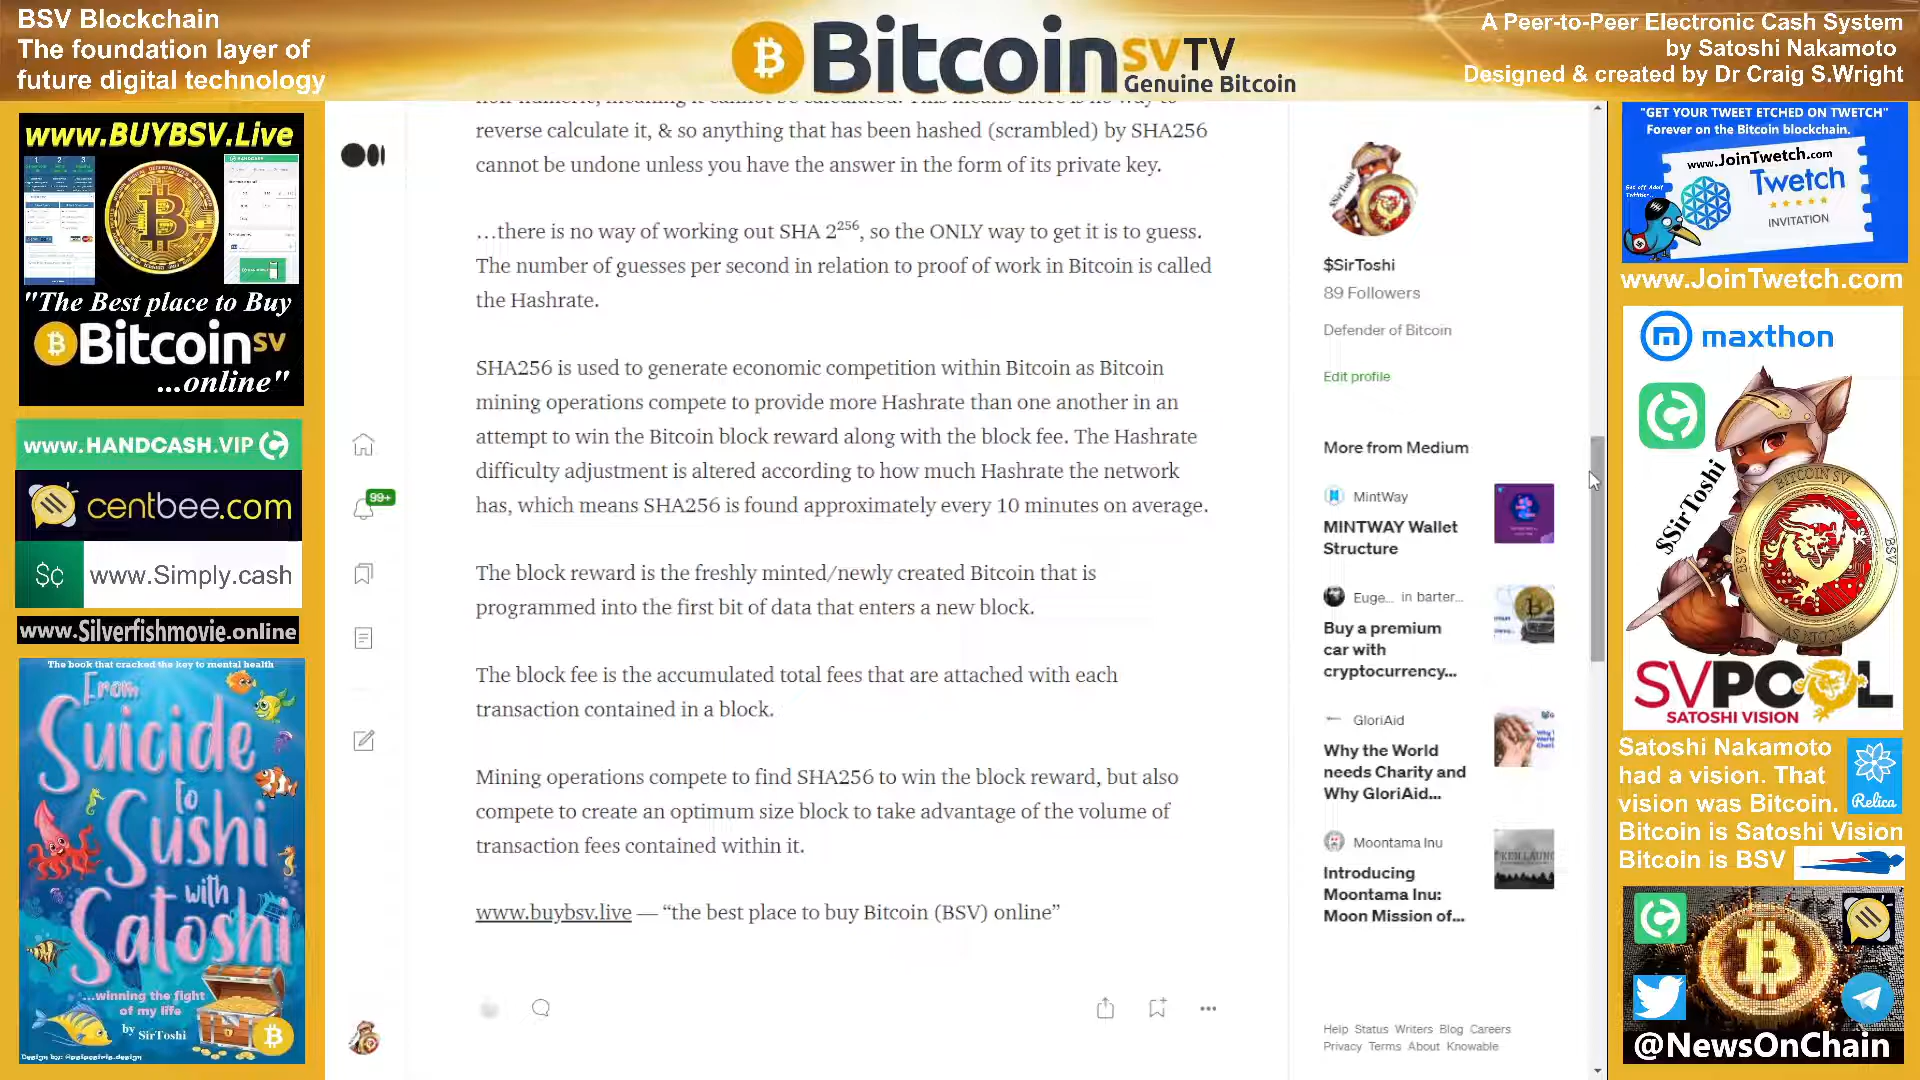 BSV Blockchain
The foundation layer of
future digital technology
Bitcoin SV TV
Genuine Bitcoin
A Peer-to-Peer Electronic Cash System
by Satoshi Nakamoto
Designed & created by Dr Craig S.Wright
www.BUYBSV.Live
"The Best place to Buy
Bitcoin SV
...online"
www.HANDCASH.VIP
centbee.com
$¢ www.Simply.cash
www.Silverfishmovie.online
The book that cracked the key to mental health
From
Suicide
to
Sushi
with
Satoshi
...winning the fight
of my life
by SirToshi
reverse calculate it, & so anything that has been hashed (scrambled) by SHA256
cannot be undone unless you have the answer in the form of its private key.
…there is no way of working out SHA 2²⁵⁶, so the ONLY way to get it is to guess.
The number of guesses per second in relation to proof of work in Bitcoin is called
the Hashrate.
SHA256 is used to generate economic competition within Bitcoin as Bitcoin
mining operations compete to provide more Hashrate than one another in an
attempt to win the Bitcoin block reward along with the block fee. The Hashrate
difficulty adjustment is altered according to how much Hashrate the network
has, which means SHA256 is found approximately every 10 minutes on average.
The block reward is the freshly minted/newly created Bitcoin that is
programmed into the first bit of data that enters a new block.
The block fee is the accumulated total fees that are attached with each
transaction contained in a block.
Mining operations compete to find SHA256 to win the block reward, but also
compete to create an optimum size block to take advantage of the volume of
transaction fees contained within it.
www.buybsv.live — “the best place to buy Bitcoin (BSV) online”
99+
$SirToshi
$SirToshi
89 Followers
Defender of Bitcoin
Edit profile
More from Medium
MintWay
MINTWAY Wallet
Structure
Euge... in barter...
Buy a premium
car with
cryptocurrency...
GloriAid
Why the World
needs Charity and
Why GloriAid...
Moontama Inu
Introducing
Moontama Inu:
Moon Mission of...
Help Status Writers Blog Careers
Privacy Terms About Knowable
"GET YOUR TWEET ETCHED ON TWETCH"
Forever on the Bitcoin blockchain.
www.JoinTwetch.com
Twetch
INVITATION
www.JoinTwetch.com
maxthon
$SirToshi
BITCOIN SV
BSV
BSV
BITCOIN SV
SVPOOL
SATOSHI VISION
Satoshi Nakamoto
had a vision. That
vision was Bitcoin.
Relica
Bitcoin is Satoshi Vision
Bitcoin is BSV
@NewsOnChain